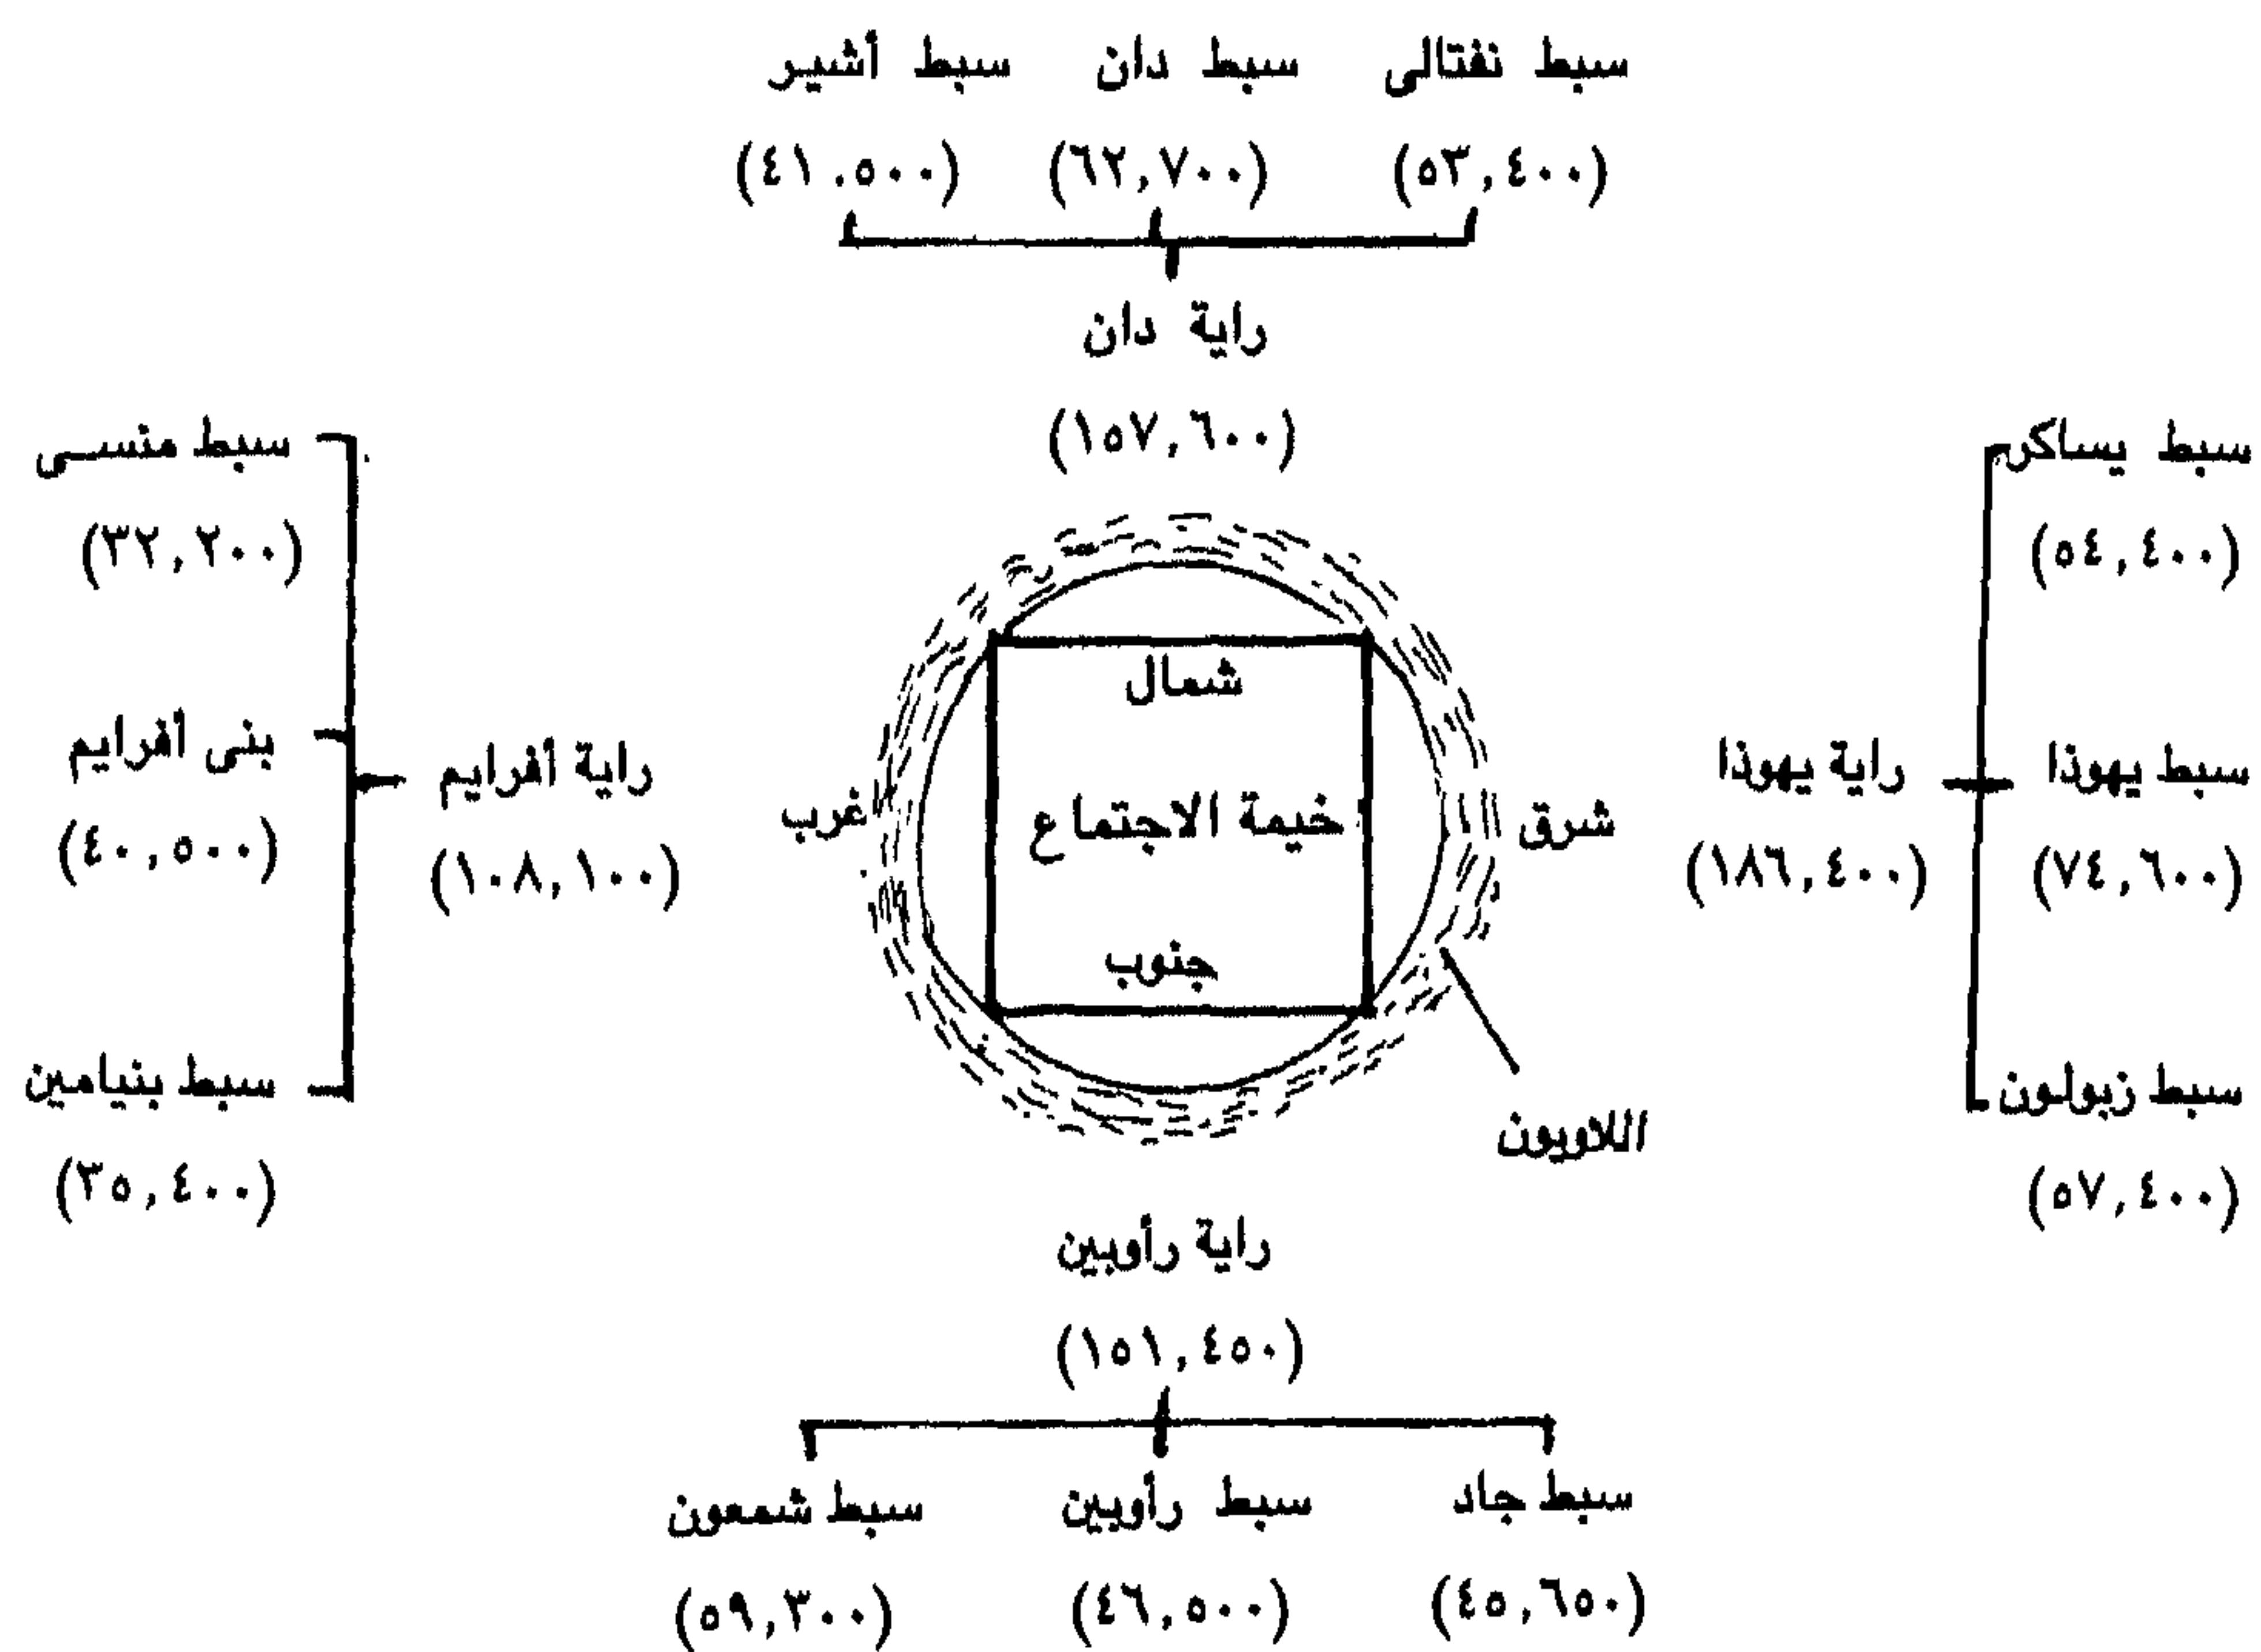 سبط نفتالى سبط دان سبط أشير
(٥٣,٤٠٠) (٦٢,٧٠٠) (٤١,٥٠٠)
راية دان
(١٥٧,٦٠٠)
سبط يساكر
(٥٤,٤٠٠)
سبط يهوذا
(٧٤,٦٠٠)
سبط زبولون
(٥٧,٤٠٠)
راية يهوذا
(١٨٦,٤٠٠)
شرق
شمال
خيمة الاجتماع
جنوب
غرب
اللاويون
راية أفرايم
(١٠٨,١٠٠)
سبط منسى
(٣٢,٢٠٠)
بنى أفرايم
(٤٠,٥٠٠)
سبط بنيامين
(٣٥,٤٠٠)
راية رأوبين
(١٥١,٤٥٠)
سبط جاد سبط رأوبين سبط شمعون
(٤٥,٦٥٠) (٤٦,٥٠٠) (٥٩,٣٠٠)